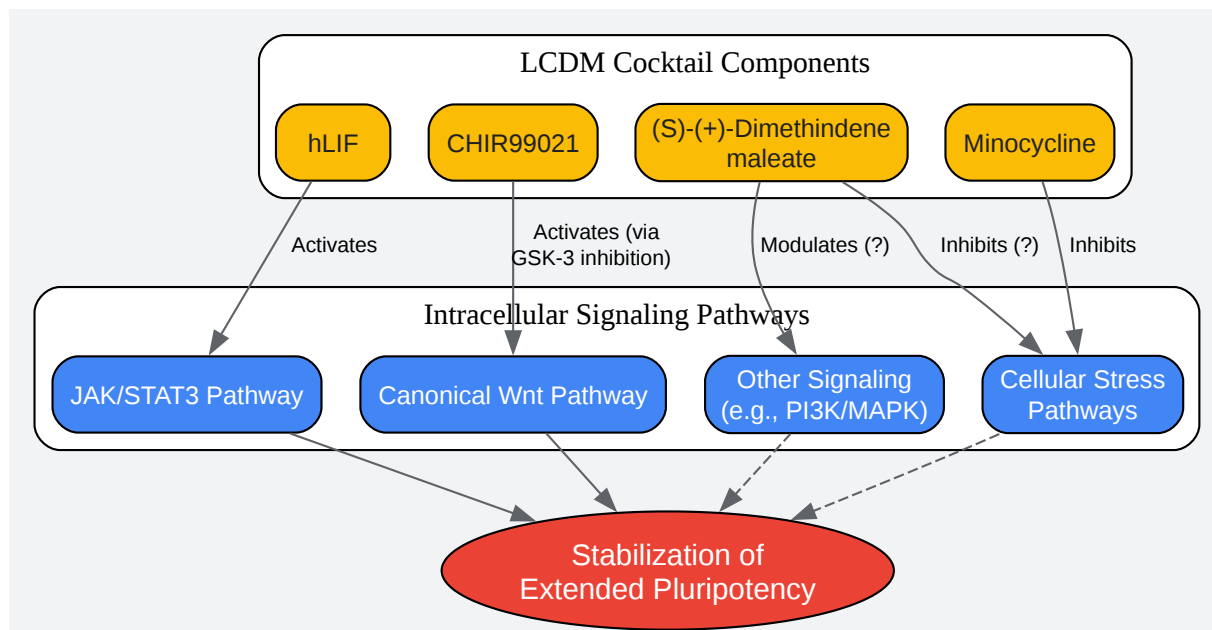 LCDM Cocktail Components
hLIF
CHIR99021
(S)-(+)-Dimethindene
maleate
Minocycline
Activates
Activates (via
GSK-3 inhibition)
Modulates (?)
Inhibits (?)
Inhibits
Intracellular Signaling Pathways
JAK/STAT3 Pathway
Canonical Wnt Pathway
Other Signaling
(e.g., PI3K/MAPK)
Cellular Stress
Pathways
Stabilization of
Extended Pluripotency